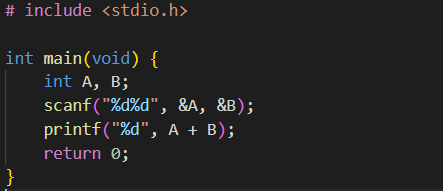 # include <stdio.h>
int main(void) {
    int A, B;
    scanf("%d%d", &A, &B);
    printf("%d", A + B);
    return 0;
}